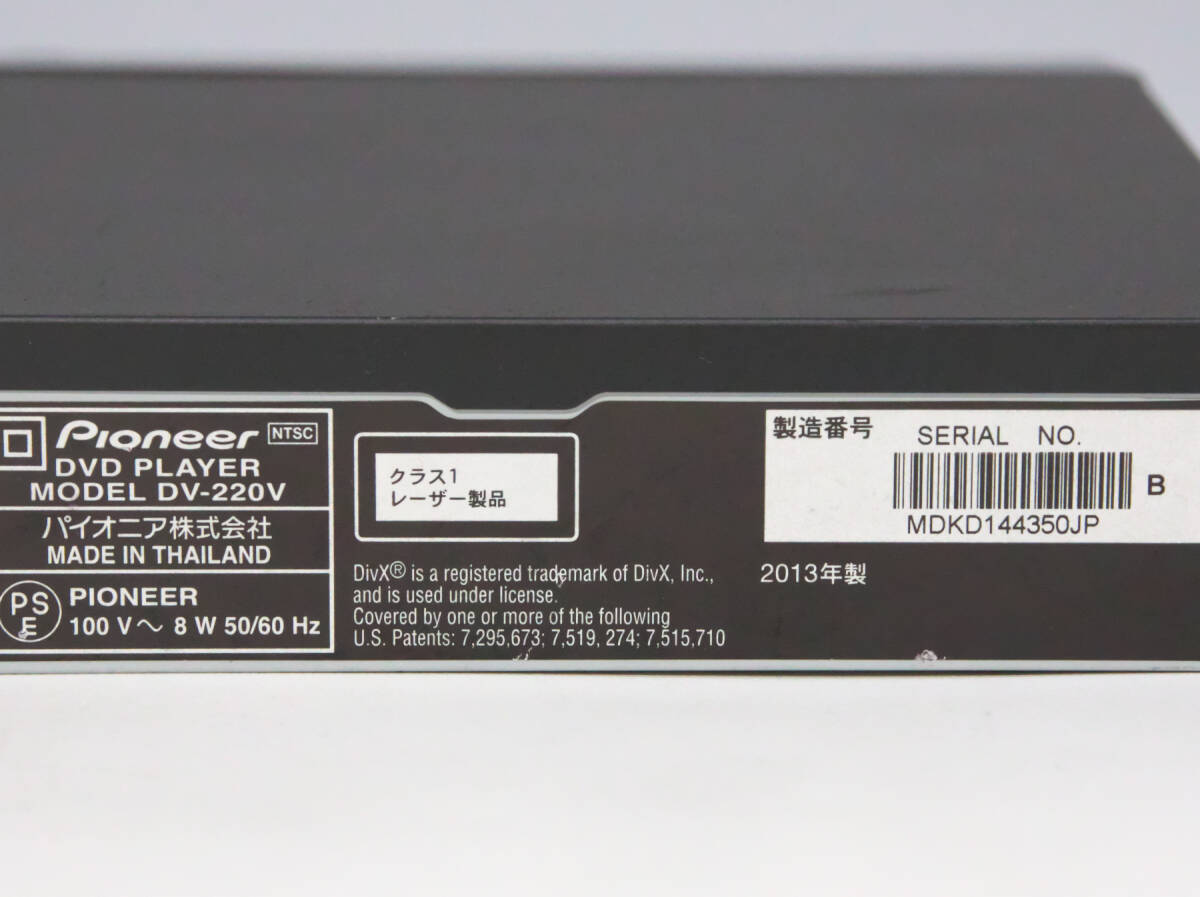 Pioneer NTSC
DVD PLAYER
MODEL DV-220V
パイオニア株式会社
MADE IN THAILAND
PS
E
PIONEER
100 V～ 8 W 50/60 Hz
クラス1
レーザー製品
DivX® is a registered trademark of DivX, Inc.,
and is used under license.
Covered by one or more of the following
U.S. Patents: 7,295,673; 7,519, 274; 7,515,710
製造番号
SERIAL NO.
B
MDKD144350JP
2013年製